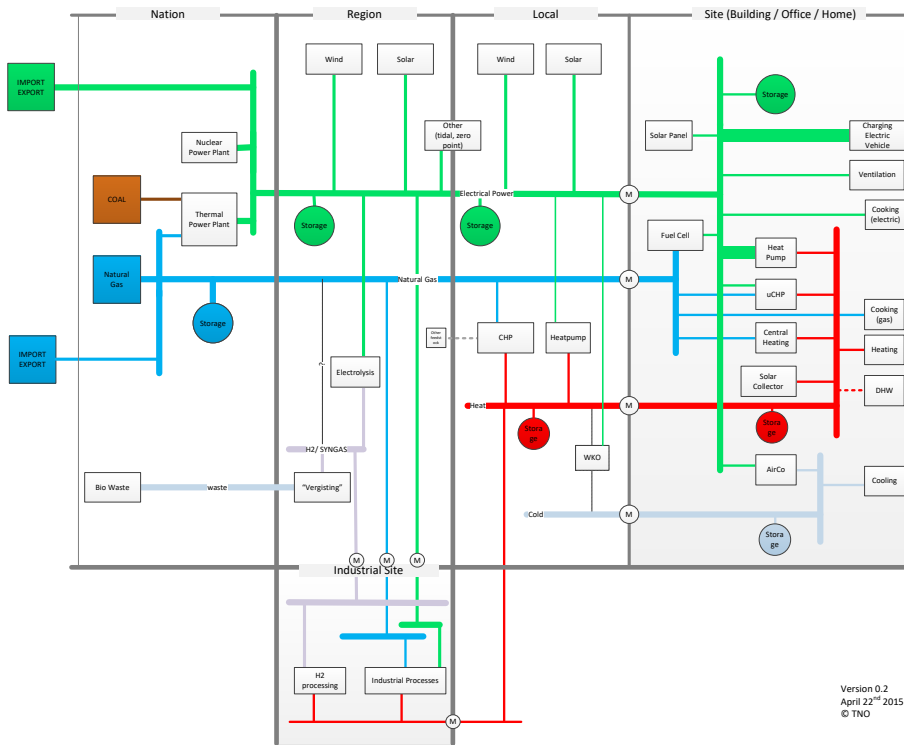 Nation
Region
Local
Site (Building / Office / Home)
IMPORT
EXPORT
Wind
Solar
Wind
Solar
Storage
Nuclear
Power Plant
Other
(tidal, zero
point)
Solar Panel
Charging
Electric
Vehicle
Ventilation
COAL
Thermal
Power Plant
Electrical Power
M
Storage
Storage
Cooking
(electric)
Fuel Cell
Heat
Pump
Natural
Gas
Natural Gas
M
uCHP
Storage
Cooking
(gas)
Other
feedst
ock
CHP
Heatpump
Central
Heating
Heating
IMPORT
EXPORT
?
Electrolysis
Solar
Collector
DHW
Heat
M
Stora
ge
Stora
ge
H2/ SYNGAS
WKO
AirCo
Cooling
Bio Waste
waste
"Vergisting"
Cold
M
Stora
ge
M
M
M
Industrial Site
H2
processing
Industrial Processes
M
Version 0.2
April 22nd 2015
© TNO